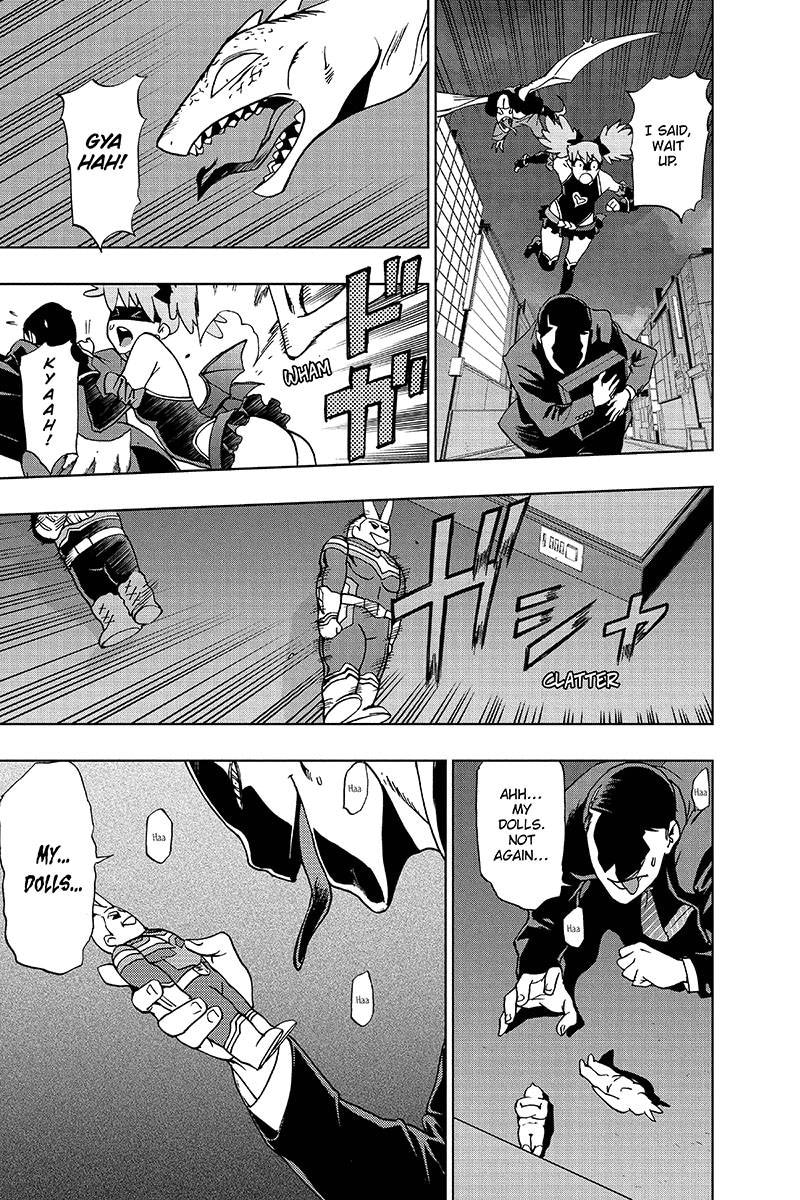 I SAID,
WAIT
UP.
GYA
HAH!
ドガ
WHAM
KYAAH!
ガシャ
CLATTER
AHH...
MY
DOLLS.
NOT
AGAIN...
Haa
Haa
Haa
Haa
Haa
MY...
DOLLS...